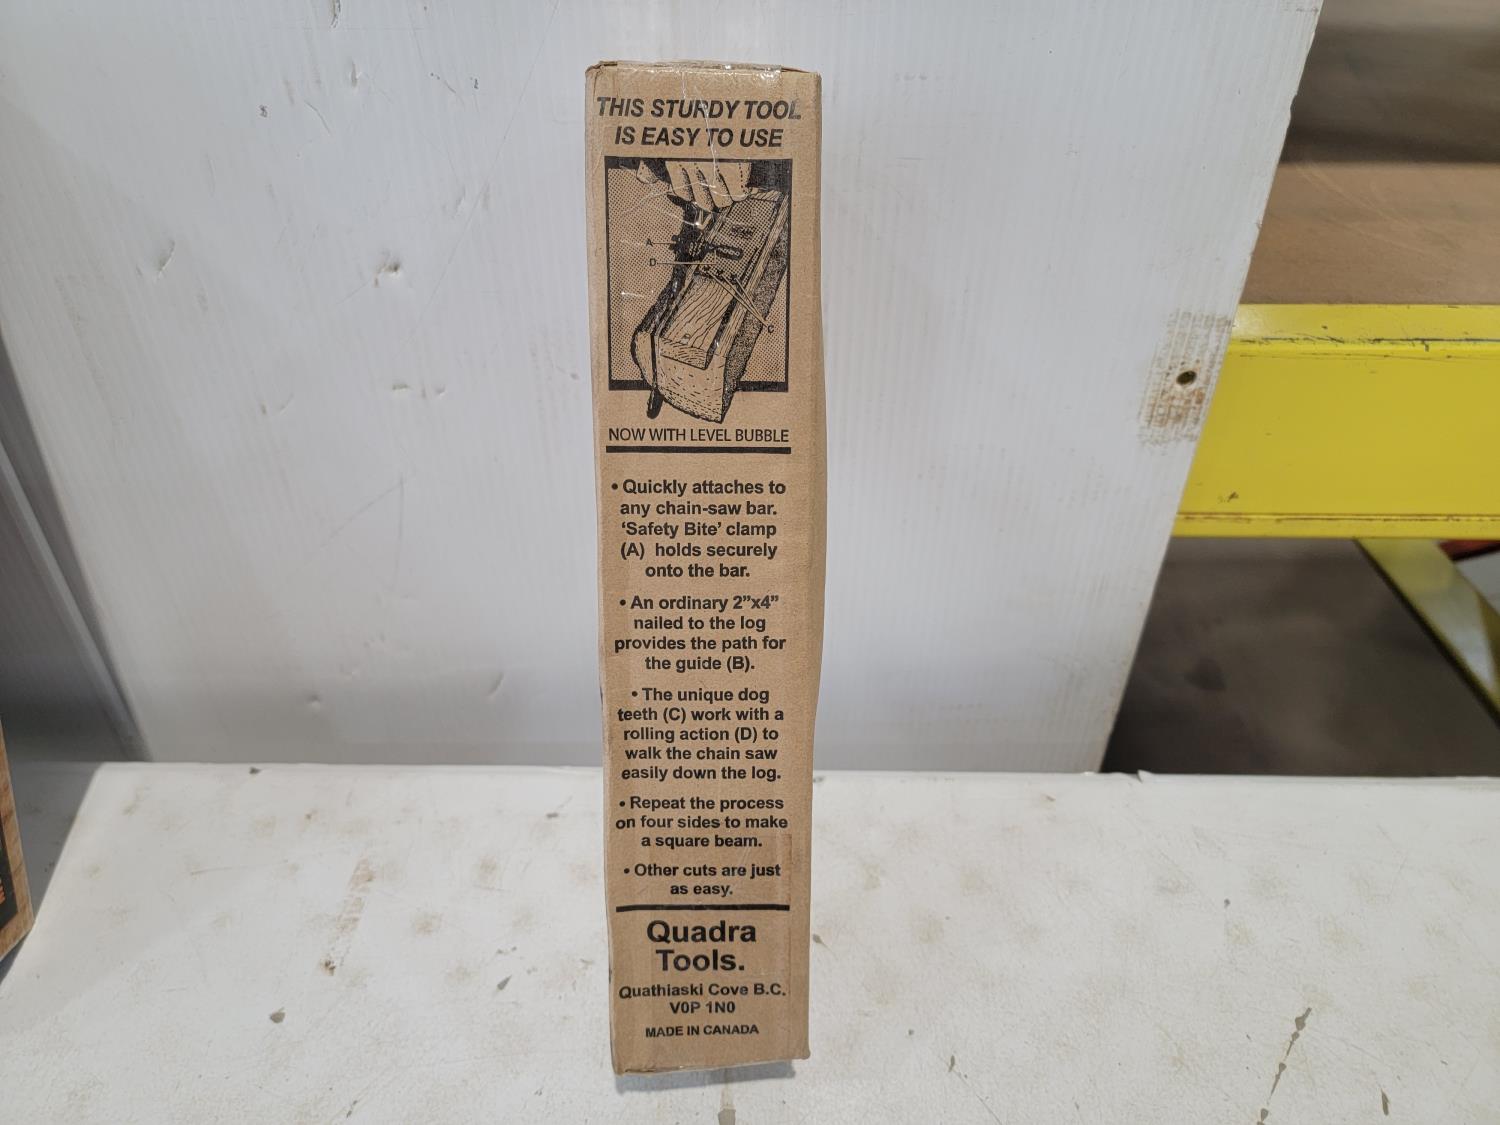 THIS STURDY TOOL
IS EASY TO USE
A
D
C
NOW WITH LEVEL BUBBLE
• Quickly attaches to
any chain-saw bar.
‘Safety Bite’ clamp
(A) holds securely
onto the bar.
• An ordinary 2”x4”
nailed to the log
provides the path for
the guide (B).
• The unique dog
teeth (C) work with a
rolling action (D) to
walk the chain saw
easily down the log.
• Repeat the process
on four sides to make
a square beam.
• Other cuts are just
as easy.
Quadra
Tools.
Quathiaski Cove B.C.
V0P 1N0
MADE IN CANADA